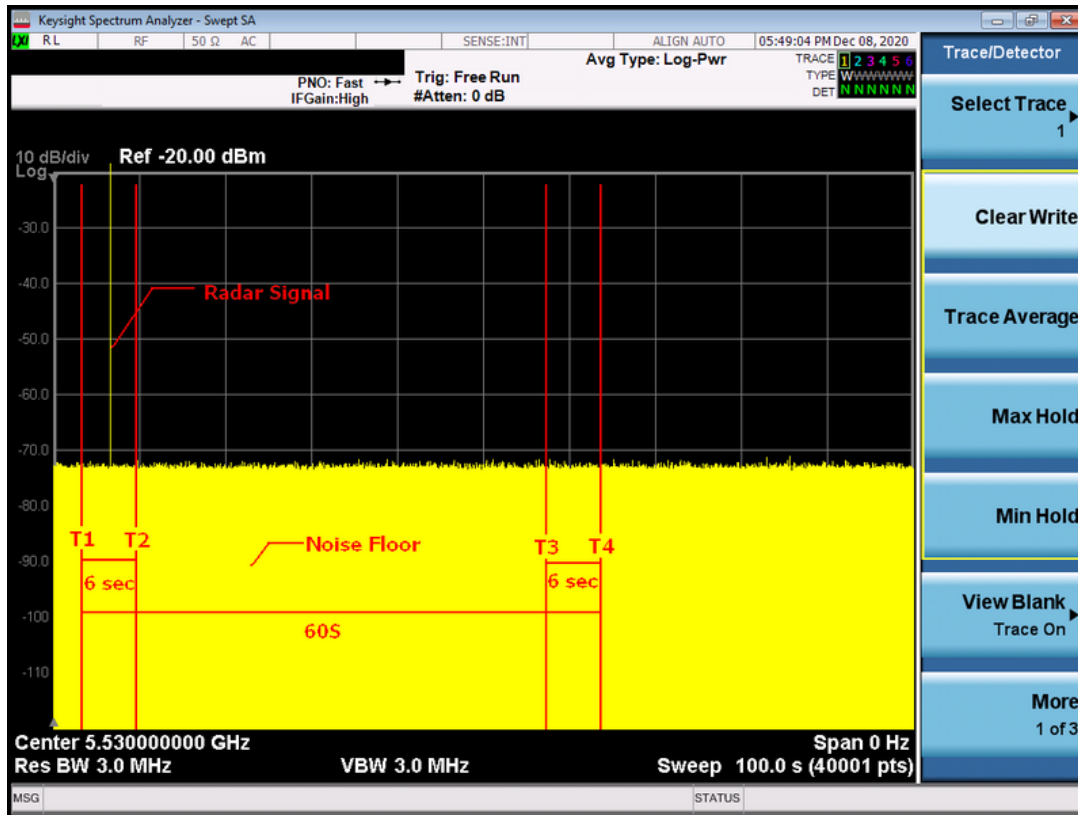 Keysight Spectrum Analyzer - Swept SA
LXI RL RF 50 Ω AC SENSE:INT ALIGN AUTO 05:49:04 PM Dec 08, 2020
Avg Type: Log-Pwr
TRACE 1 2 3 4 5 6
TYPE WWWWWW
DET N N N N N N
PNO: Fast
IFGain:High
Trig: Free Run
#Atten: 0 dB
10 dB/div
Log
Ref -20.00 dBm
-30.0
-40.0
Radar Signal
-50.0
-60.0
-70.0
-80.0
T1 T2 Noise Floor T3 T4
-90.0
6 sec 6 sec
-100
60S
-110
Center 5.530000000 GHz Span 0 Hz
Res BW 3.0 MHz VBW 3.0 MHz Sweep 100.0 s (40001 pts)
MSG STATUS
Trace/Detector
Select Trace
1
Clear Write
Trace Average
Max Hold
Min Hold
View Blank
Trace On
More
1 of 3